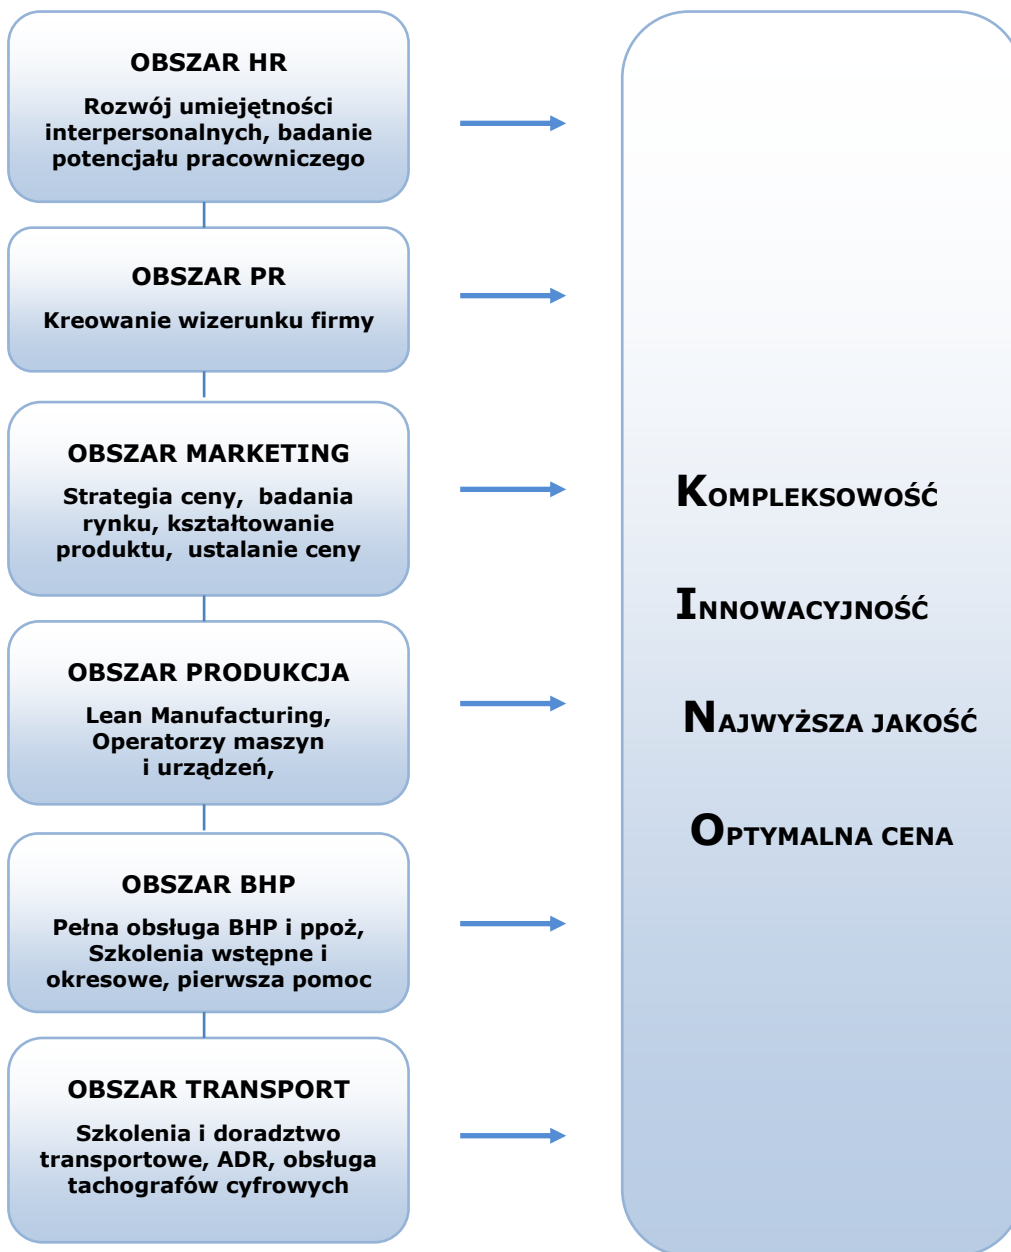 OBSZAR HR
Rozwój umiejętności
interpersonalnych, badanie
potencjału pracowniczego
OBSZAR PR
Kreowanie wizerunku firmy
OBSZAR MARKETING
Strategia ceny, badania
rynku, kształtowanie
produktu, ustalanie ceny
OBSZAR PRODUKCJA
Lean Manufacturing,
Operatorzy maszyn
i urządzeń,
OBSZAR BHP
Pełna obsługa BHP i ppoż,
Szkolenia wstępne i
okresowe, pierwsza pomoc
OBSZAR TRANSPORT
Szkolenia i doradztwo
transportowe, ADR, obsługa
tachografów cyfrowych
KOMPLEKSOWOŚĆ
INNOWACYJNOŚĆ
NAJWYŻSZA JAKOŚĆ
OPTYMALNA CENA